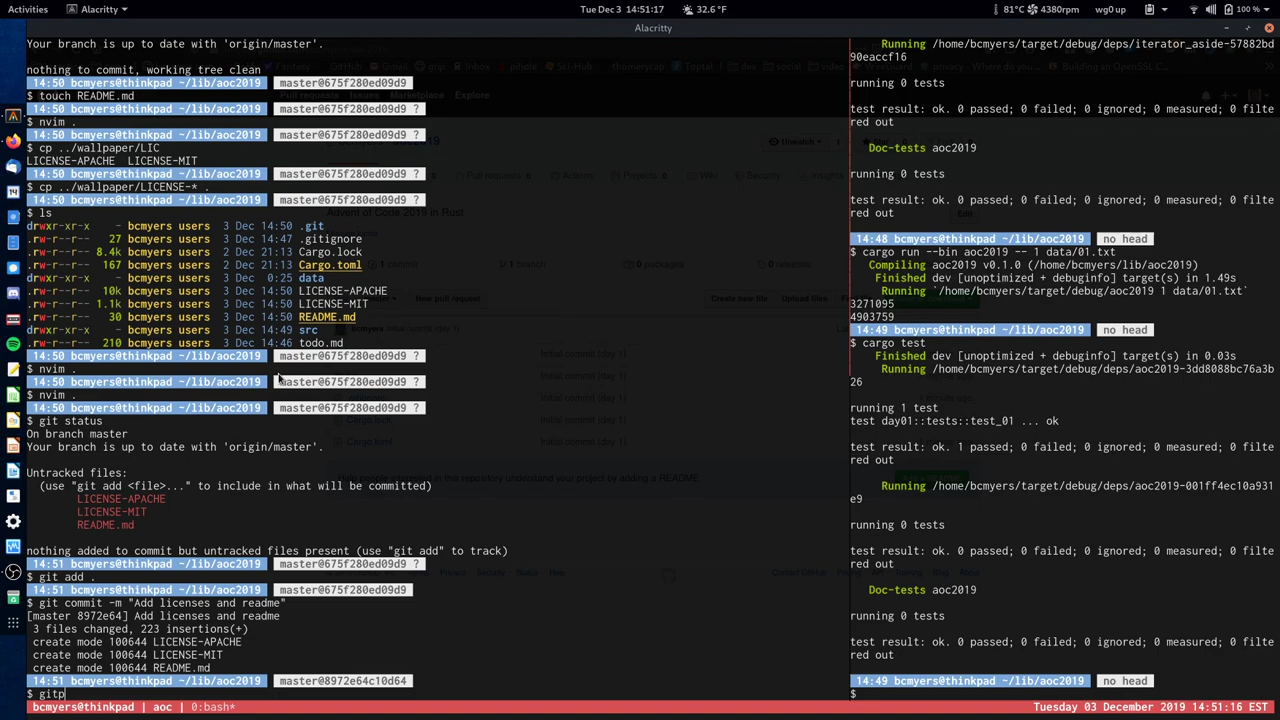 Activities
Alacritty
Tue Dec 3 14:51:17
32.6 °F
81°C
4380rpm
wg0 up
100 %
Alacritty
Your branch is up to date with 'origin/master'.

nothing to commit, working tree clean
14:50 bcmyers@thinkpad ~/lib/aoc2019 master@675f280ed09d9
$ touch README.md
14:50 bcmyers@thinkpad ~/lib/aoc2019 master@675f280ed09d9 ?
$ nvim .
14:50 bcmyers@thinkpad ~/lib/aoc2019 master@675f280ed09d9 ?
$ cp ../wallpaper/LIC
LICENSE-APACHE  LICENSE-MIT
14:50 bcmyers@thinkpad ~/lib/aoc2019 master@675f280ed09d9 ?
$ cp ../wallpaper/LICENSE-* .
14:50 bcmyers@thinkpad ~/lib/aoc2019 master@675f280ed09d9 ?
$ ls
drwxr-xr-x    - bcmyers users  3 Dec 14:50 .git
.rw-r--r--   27 bcmyers users  3 Dec 14:47 .gitignore
.rw-r--r-- 8.4k bcmyers users  2 Dec 21:13 Cargo.lock
.rw-r--r--  167 bcmyers users  2 Dec 21:13 Cargo.toml
drwxr-xr-x    - bcmyers users  3 Dec  0:25 data
.rw-r--r--  10k bcmyers users  3 Dec 14:50 LICENSE-APACHE
.rw-r--r-- 1.1k bcmyers users  3 Dec 14:50 LICENSE-MIT
.rw-r--r--   30 bcmyers users  3 Dec 14:50 README.md
drwxr-xr-x    - bcmyers users  3 Dec 14:49 src
.rw-r--r--  210 bcmyers users  3 Dec 14:46 todo.md
14:50 bcmyers@thinkpad ~/lib/aoc2019 master@675f280ed09d9 ?
$ nvim .
14:50 bcmyers@thinkpad ~/lib/aoc2019 master@675f280ed09d9 ?
$ nvim .
14:50 bcmyers@thinkpad ~/lib/aoc2019 master@675f280ed09d9 ?
$ git status
On branch master
Your branch is up to date with 'origin/master'.

Untracked files:
  (use "git add <file>..." to include in what will be committed)
        LICENSE-APACHE
        LICENSE-MIT
        README.md

nothing added to commit but untracked files present (use "git add" to track)
14:51 bcmyers@thinkpad ~/lib/aoc2019 master@675f280ed09d9 ?
$ git add .
14:51 bcmyers@thinkpad ~/lib/aoc2019 master@675f280ed09d9
$ git commit -m "Add licenses and readme"
[master 8972e64] Add licenses and readme
 3 files changed, 223 insertions(+)
 create mode 100644 LICENSE-APACHE
 create mode 100644 LICENSE-MIT
 create mode 100644 README.md
14:51 bcmyers@thinkpad ~/lib/aoc2019 master@8972e64c10d64
$ gitp
     Running /home/bcmyers/target/debug/deps/iterator_aside-57882bd
90eaccf16

running 0 tests

test result: ok. 0 passed; 0 failed; 0 ignored; 0 measured; 0 filte
red out

   Doc-tests aoc2019

running 0 tests

test result: ok. 0 passed; 0 failed; 0 ignored; 0 measured; 0 filte
red out

14:48 bcmyers@thinkpad ~/lib/aoc2019 no head
$ cargo run --bin aoc2019 -- 1 data/01.txt
   Compiling aoc2019 v0.1.0 (/home/bcmyers/lib/aoc2019)
    Finished dev [unoptimized + debuginfo] target(s) in 1.49s
     Running `/home/bcmyers/target/debug/aoc2019 1 data/01.txt`
3271095
4903759
14:49 bcmyers@thinkpad ~/lib/aoc2019 no head
$ cargo test
    Finished dev [unoptimized + debuginfo] target(s) in 0.03s
     Running /home/bcmyers/target/debug/deps/aoc2019-3dd8088bc76a3b
26

running 1 test
test day01::tests::test_01 ... ok

test result: ok. 1 passed; 0 failed; 0 ignored; 0 measured; 0 filte
red out

     Running /home/bcmyers/target/debug/deps/aoc2019-001ff4ec10a931
e9

running 0 tests

test result: ok. 0 passed; 0 failed; 0 ignored; 0 measured; 0 filte
red out

   Doc-tests aoc2019

running 0 tests

test result: ok. 0 passed; 0 failed; 0 ignored; 0 measured; 0 filte
red out

14:49 bcmyers@thinkpad ~/lib/aoc2019 no head
$
bcmyers@thinkpad | aoc | 0:bash*
Tuesday 03 December 2019 14:51:16 EST